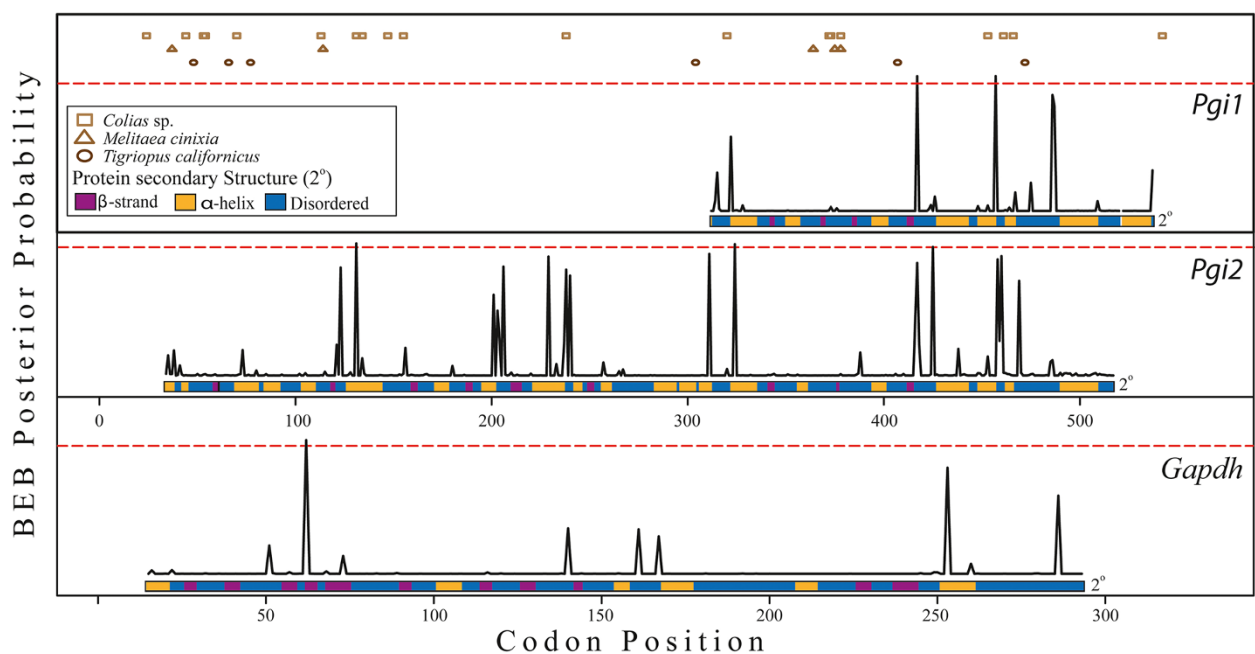 BEB Posterior Probability
Pgi1
Colias sp.
Melitaea cinixia
Tigriopus californicus
Protein secondary Structure (2°)
β-strand α-helix Disordered
2°
Pgi2
2°
0 100 200 300 400 500
Gapdh
2°
50 100 150 200 250 300
Codon Position